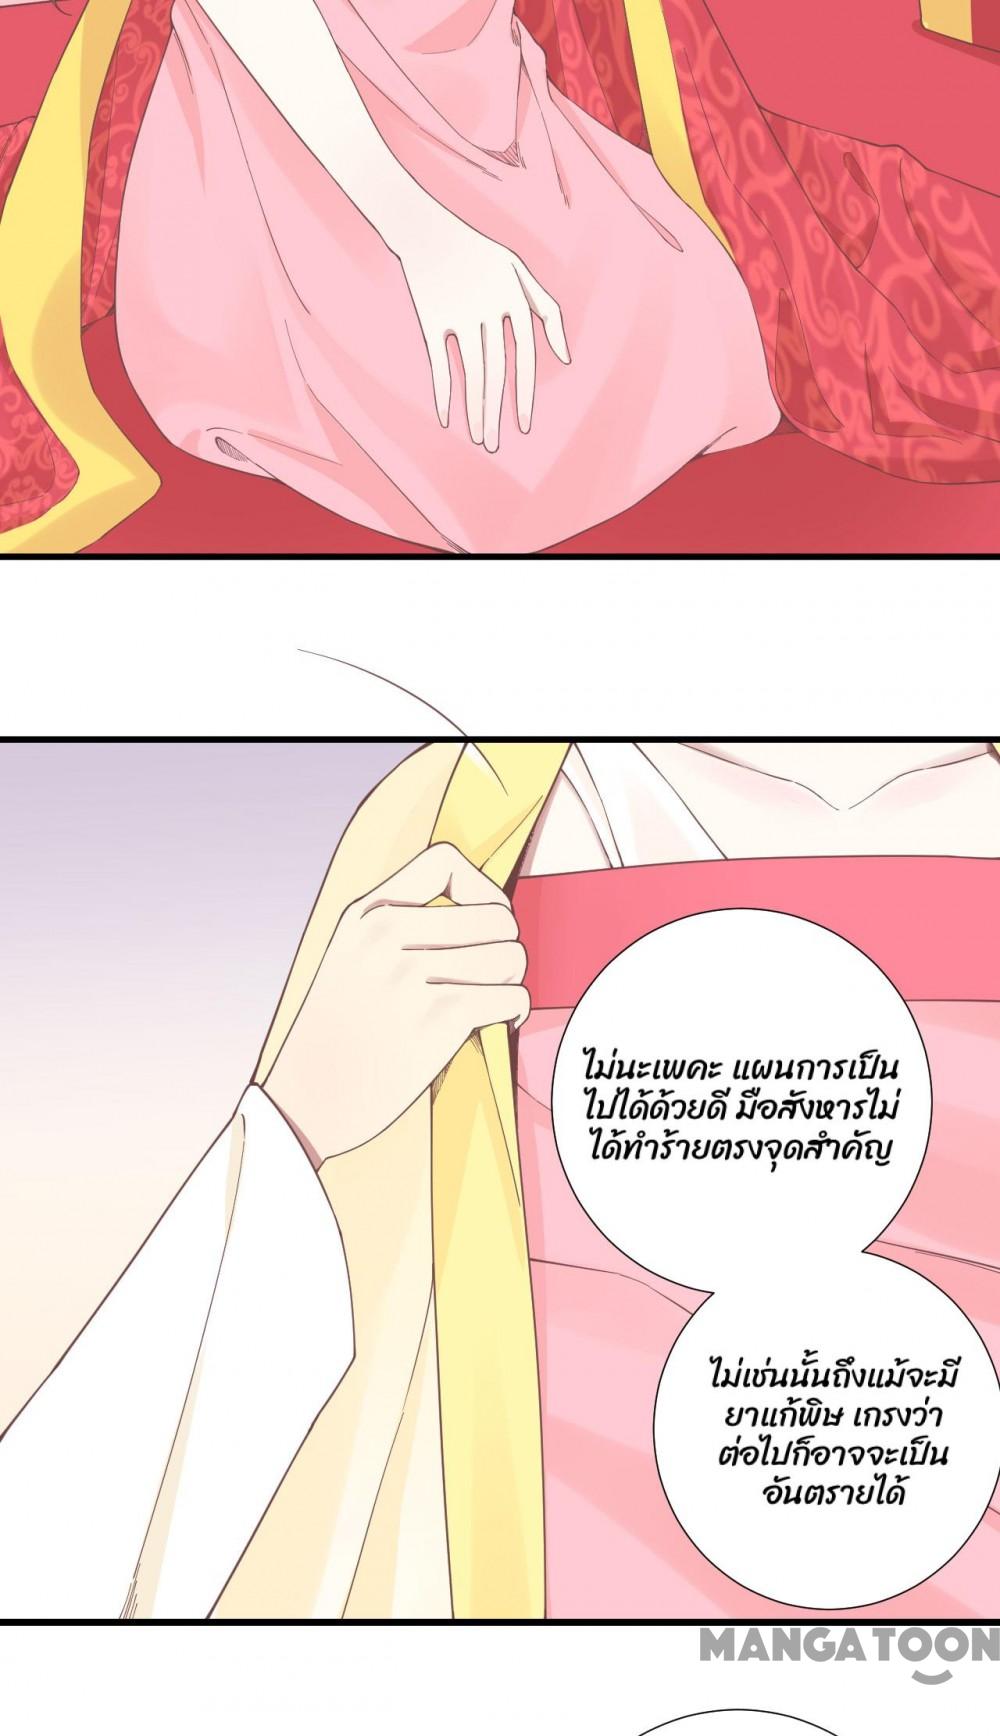 ไม่นะเพคะ แผนการเป็น
ไปได้ด้วยดี มือสังหารไม่
ได้ทำร้ายตรงจุดสำคัญ
ไม่เช่นนั้นถึงแม้จะมี
ยาแก้พิษ เกรงว่า
ต่อไปก็อาจจะเป็น
อันตรายได้
MANGATOON